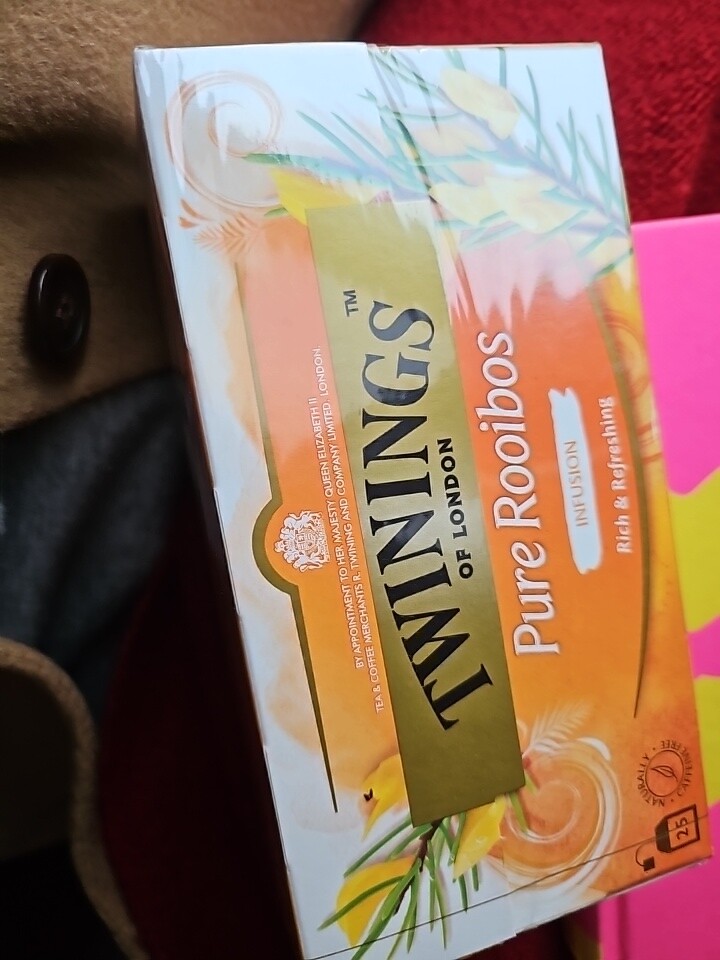 BY APPOINTMENT TO HER MAJESTY QUEEN ELIZABETH II
TEA & COFFEE MERCHANTS R. TWINING AND COMPANY LIMITED, LONDON.
TWININGS™
OF LONDON
Pure Rooibos
INFUSION
Rich & Refreshing
NATURALLY • CAFFEINE FREE •
25